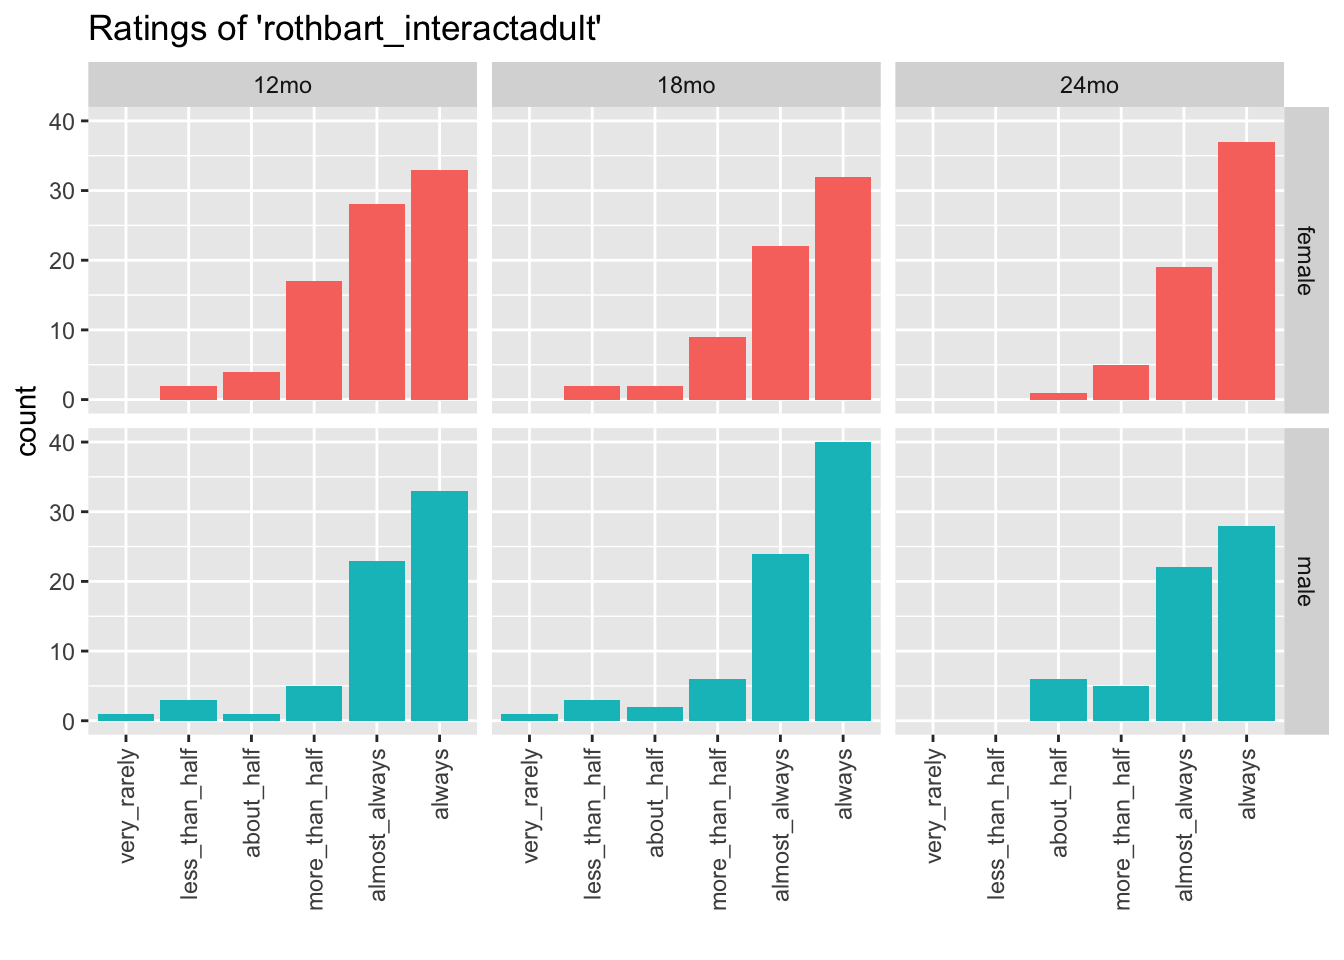 Ratings of 'rothbart_interactadult'
12mo 18mo 24mo
40
30
20
10
0
female
count
40
30
20
10
0
male
very_rarely less_than_half about_half more_than_half almost_always always very_rarely less_than_half about_half more_than_half almost_always always very_rarely less_than_half about_half more_than_half almost_always always